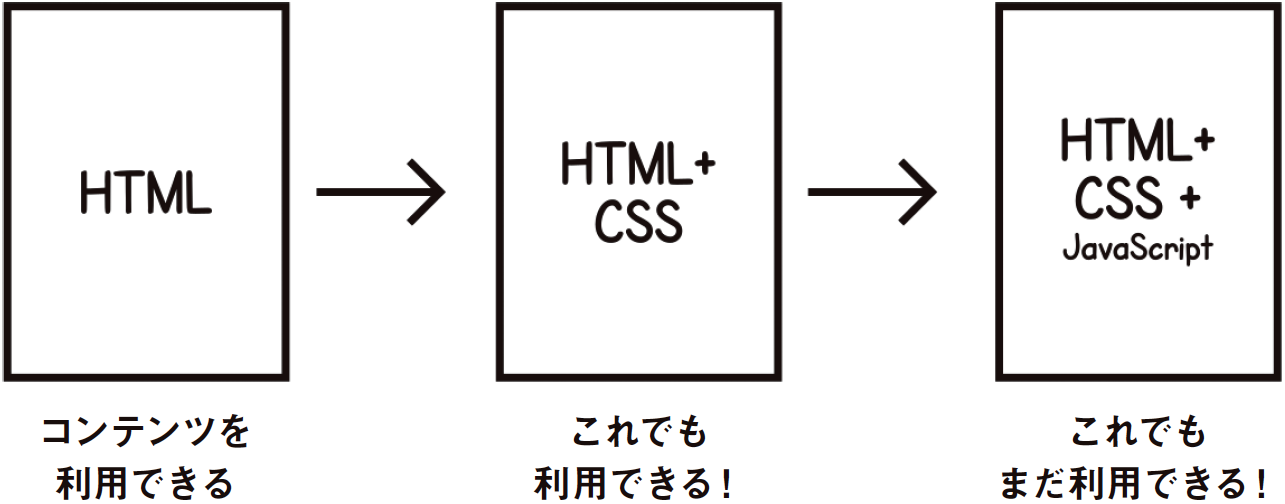 HTML
コンテンツを
利用できる
HTML+
CSS
これでも
利用できる！
HTML+
CSS +
JavaScript
これでも
まだ利用できる！